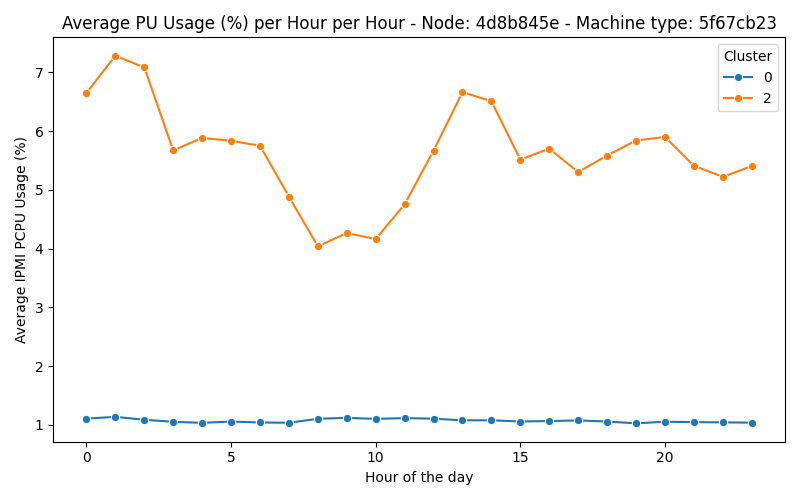 Average PU Usage (%) per Hour per Hour - Node: 4d8b845e - Machine type: 5f67cb23
Average IPMI PCPU Usage (%)
7
6
5
4
3
2
1
Cluster
0
2
0 5 10 15 20
Hour of the day